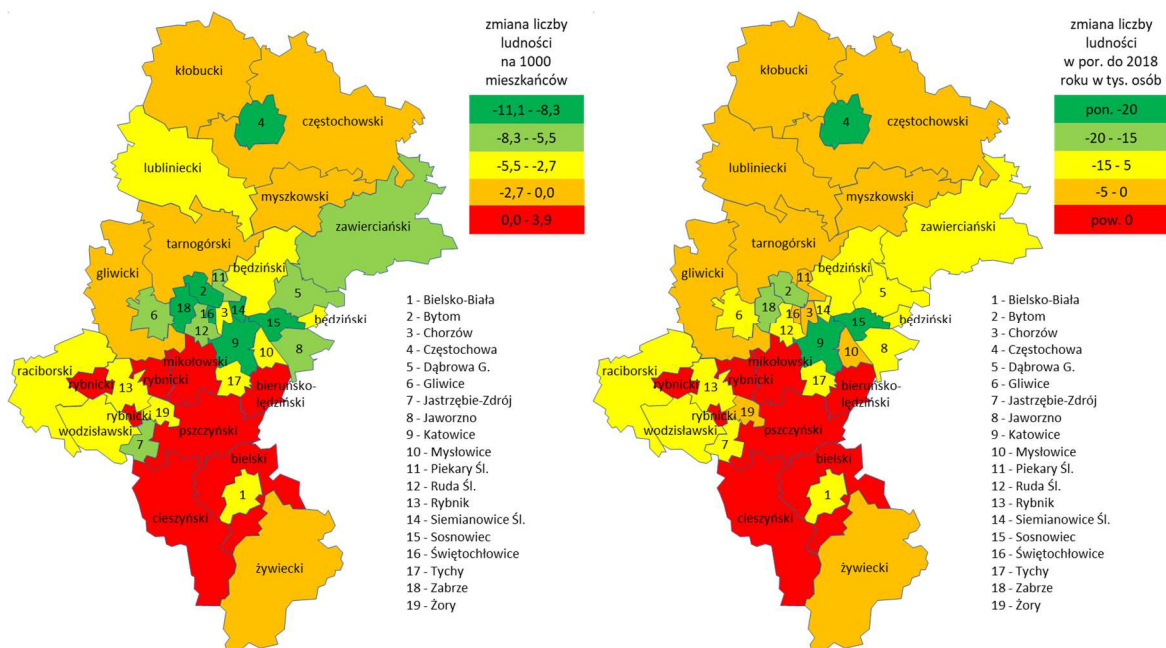 zmiana liczby
ludności
na 1000
mieszkańców
-11,1 - -8,3
-8,3 - -5,5
-5,5 - -2,7
-2,7 - 0,0
0,0 - 3,9
kłobucki
4
częstochowski
lubliniecki
myszkowski
zawierciański
tarnogórski
będziński
gliwicki
11
2
5
18
16
3
14
6
12
15
będziński
9
10
8
mikołowski
raciborski
rybnicki
rybnicki
17
bieruńsko-
lędziński
13
rybnicki
19
wodzisławski
pszczyński
7
bielski
1
cieszyński
żywiecki
1 - Bielsko-Biała
2 - Bytom
3 - Chorzów
4 - Częstochowa
5 - Dąbrowa G.
6 - Gliwice
7 - Jastrzębie-Zdrój
8 - Jaworzno
9 - Katowice
10 - Mysłowice
11 - Piekary Śl.
12 - Ruda Śl.
13 - Rybnik
14 - Siemianowice Śl.
15 - Sosnowiec
16 - Świętochłowice
17 - Tychy
18 - Zabrze
19 - Żory
zmiana liczby
ludności
w por. do 2018
roku w tys. osób
pon. -20
-20 - -15
-15 5
-5 - 0
pow. 0
kłobucki
4
częstochowski
lubliniecki
myszkowski
zawierciański
tarnogórski
będziński
gliwicki
11
2
5
18
16
3
14
6
12
15
będziński
9
10
8
mikołowski
raciborski
rybnicki
rybnicki
17
bieruńsko-
lędziński
13
rybnicki
19
wodzisławski
pszczyński
7
bielski
1
cieszyński
żywiecki
1 - Bielsko-Biała
2 - Bytom
3 - Chorzów
4 - Częstochowa
5 - Dąbrowa G.
6 - Gliwice
7 - Jastrzębie-Zdrój
8 - Jaworzno
9 - Katowice
10 - Mysłowice
11 - Piekary Śl.
12 - Ruda Śl.
13 - Rybnik
14 - Siemianowice Śl.
15 - Sosnowiec
16 - Świętochłowice
17 - Tychy
18 - Zabrze
19 - Żory